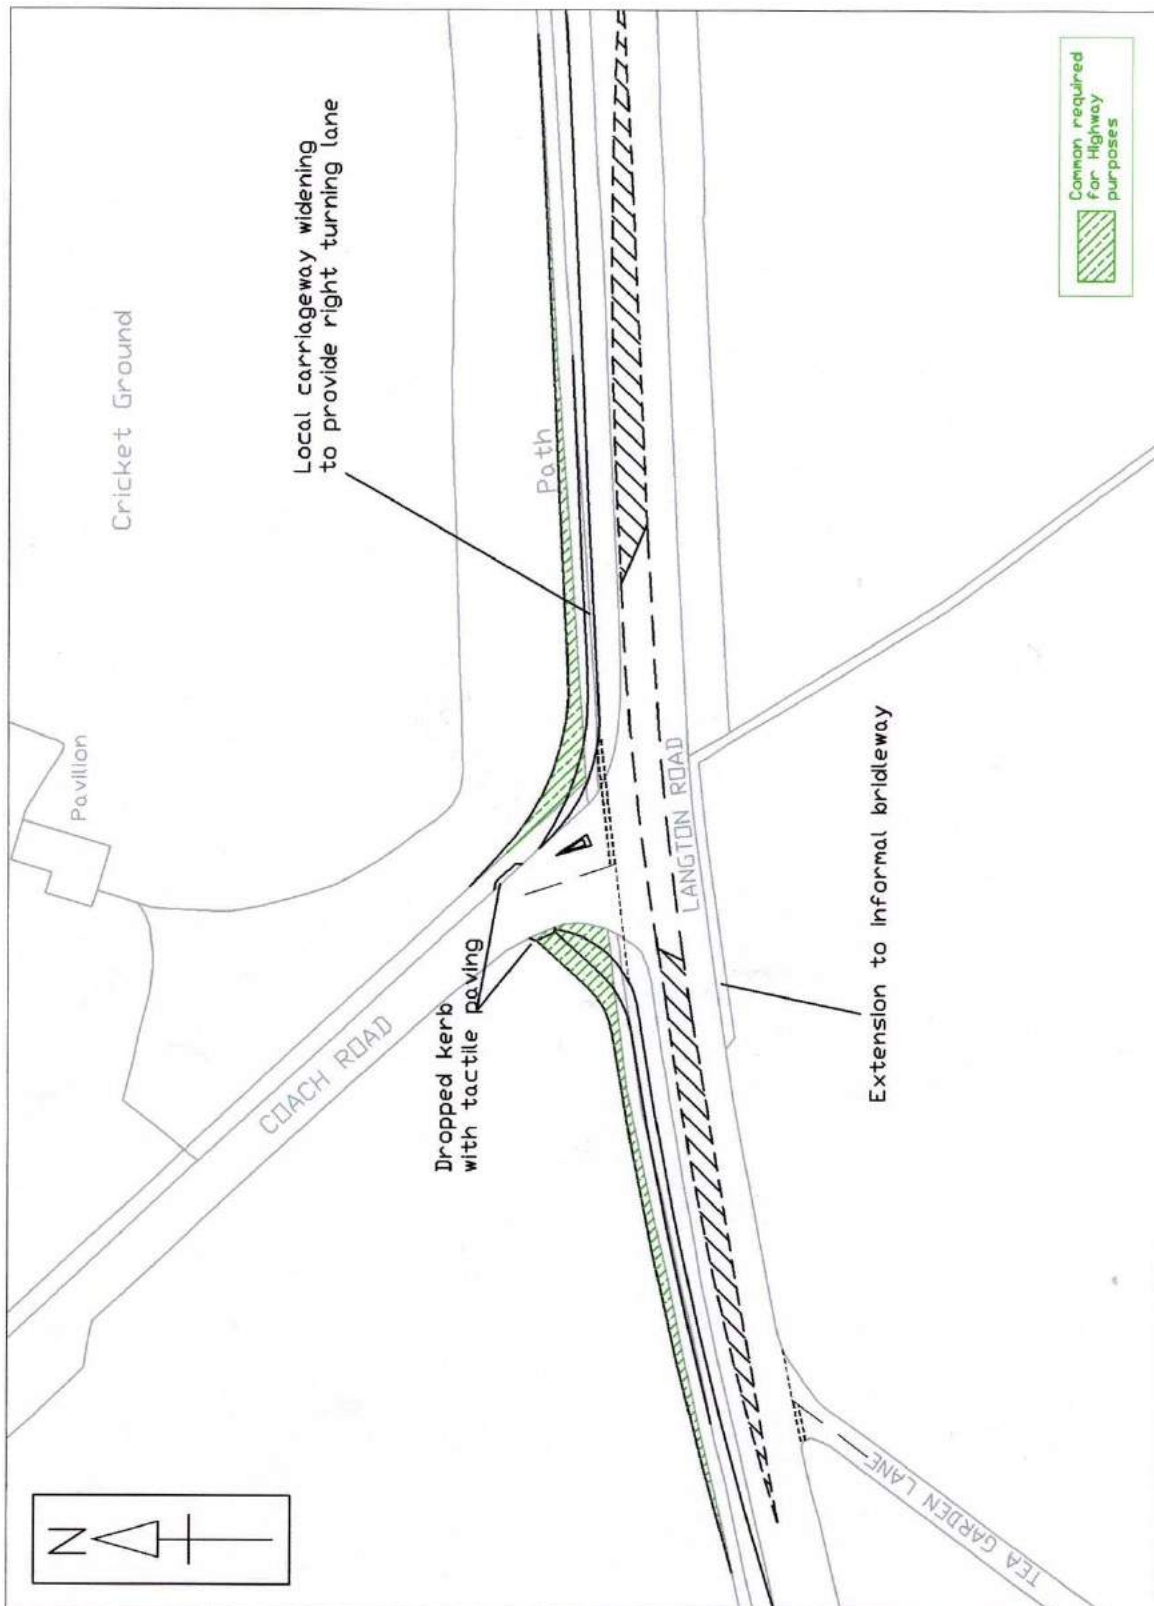 Cricket Ground
Pavilion
Local carriageway widening
to provide right turning lane
Path
COACH ROAD
Dropped kerb
with tactile paving
LANGTON ROAD
Extension to informal bridleway
TEA GARDEN LANE
N
Common required
for Highway
purposes